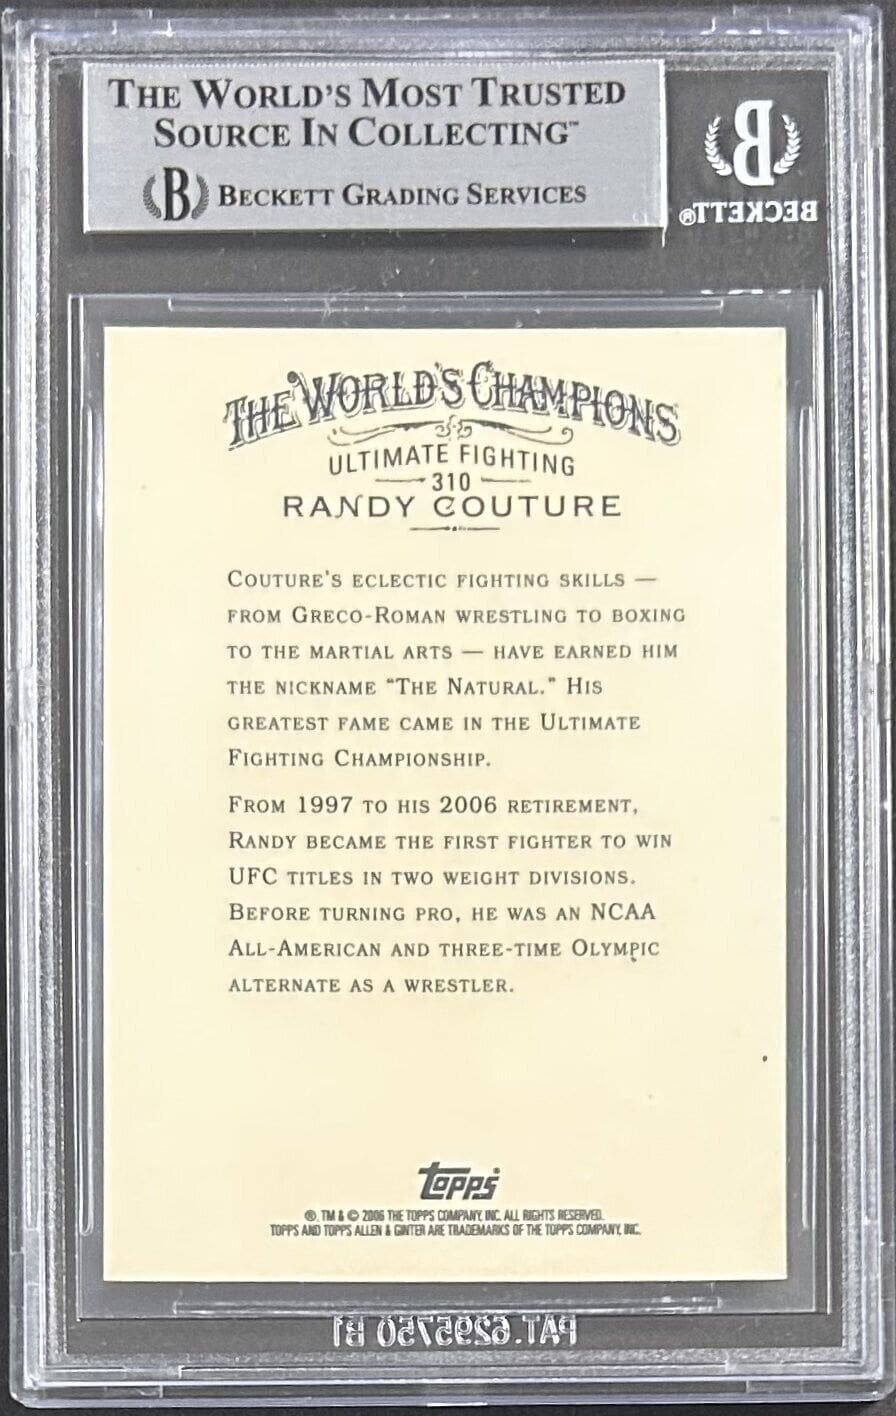 THE WORLD'S MOST TRUSTED
SOURCE IN COLLECTING™
B BECKETT GRADING SERVICES
B
BECKETT®
THE WORLD'S CHAMPIONS
ULTIMATE FIGHTING
310
RANDY COUTURE
COUTURE'S ECLECTIC FIGHTING SKILLS —
FROM GRECO-ROMAN WRESTLING TO BOXING
TO THE MARTIAL ARTS — HAVE EARNED HIM
THE NICKNAME "THE NATURAL." HIS
GREATEST FAME CAME IN THE ULTIMATE
FIGHTING CHAMPIONSHIP.
FROM 1997 TO HIS 2006 RETIREMENT,
RANDY BECAME THE FIRST FIGHTER TO WIN
UFC TITLES IN TWO WEIGHT DIVISIONS.
BEFORE TURNING PRO, HE WAS AN NCAA
ALL-AMERICAN AND THREE-TIME OLYMPIC
ALTERNATE AS A WRESTLER.
Topps®
®, TM & © 2006 THE TOPPS COMPANY, INC. ALL RIGHTS RESERVED.
TOPPS AND TOPPS ALLEN & GINTER ARE TRADEMARKS OF THE TOPPS COMPANY, INC.
PAT.6295750 B1